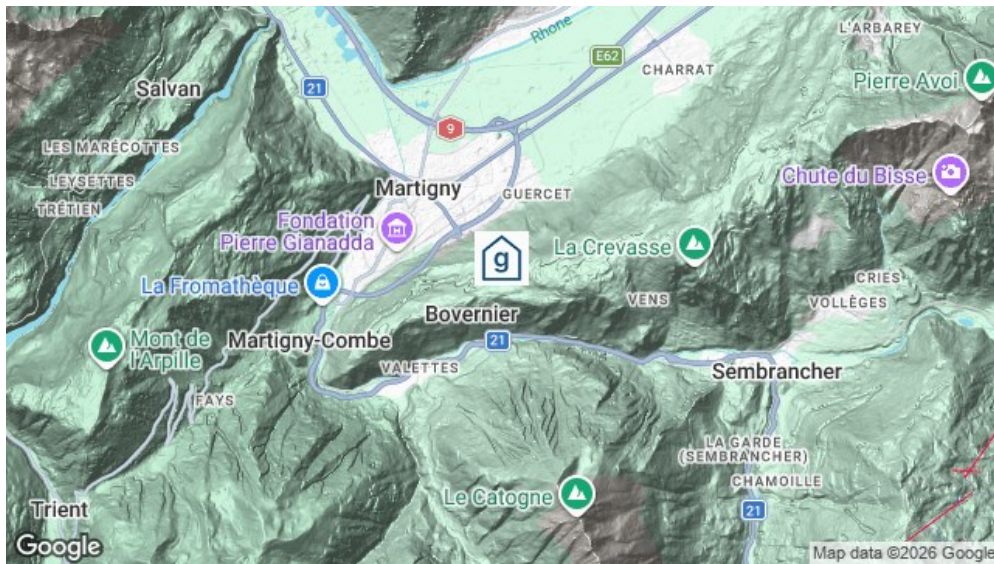 Rhone
L'ARBAREY
E62
CHARRAT
Pierre Avoi
21
Salvan
9
LES MARÉCOTTES
LEYSETTES
TRÉTIEN
Martigny
GUERCET
Chute du Bisse
Fondation
Pierre Gianadda
La Crevasse
g
La Fromathèque
CRIES
VENS
VOLLÈGES
Bovernier
Mont de
l'Arpille
Martigny-Combe
21
VALETTES
Sembrancher
FAYS
LA GARDE
(SEMBRANCHER)
CHAMOILLE
Le Catogne
Trient
21
Google
Map data ©2026 Google